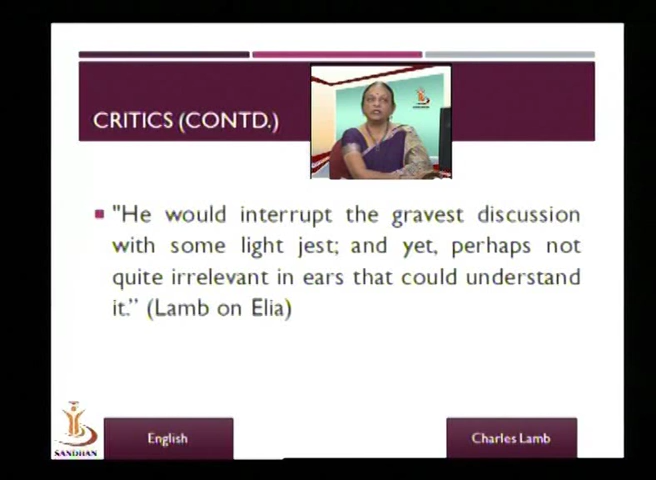 CRITICS (CONTD.)
"He would interrupt the gravest discussion
with some light jest; and yet, perhaps not
quite irrelevant in ears that could understand
it.” (Lamb on Elia)
SANDHAN
English
Charles Lamb